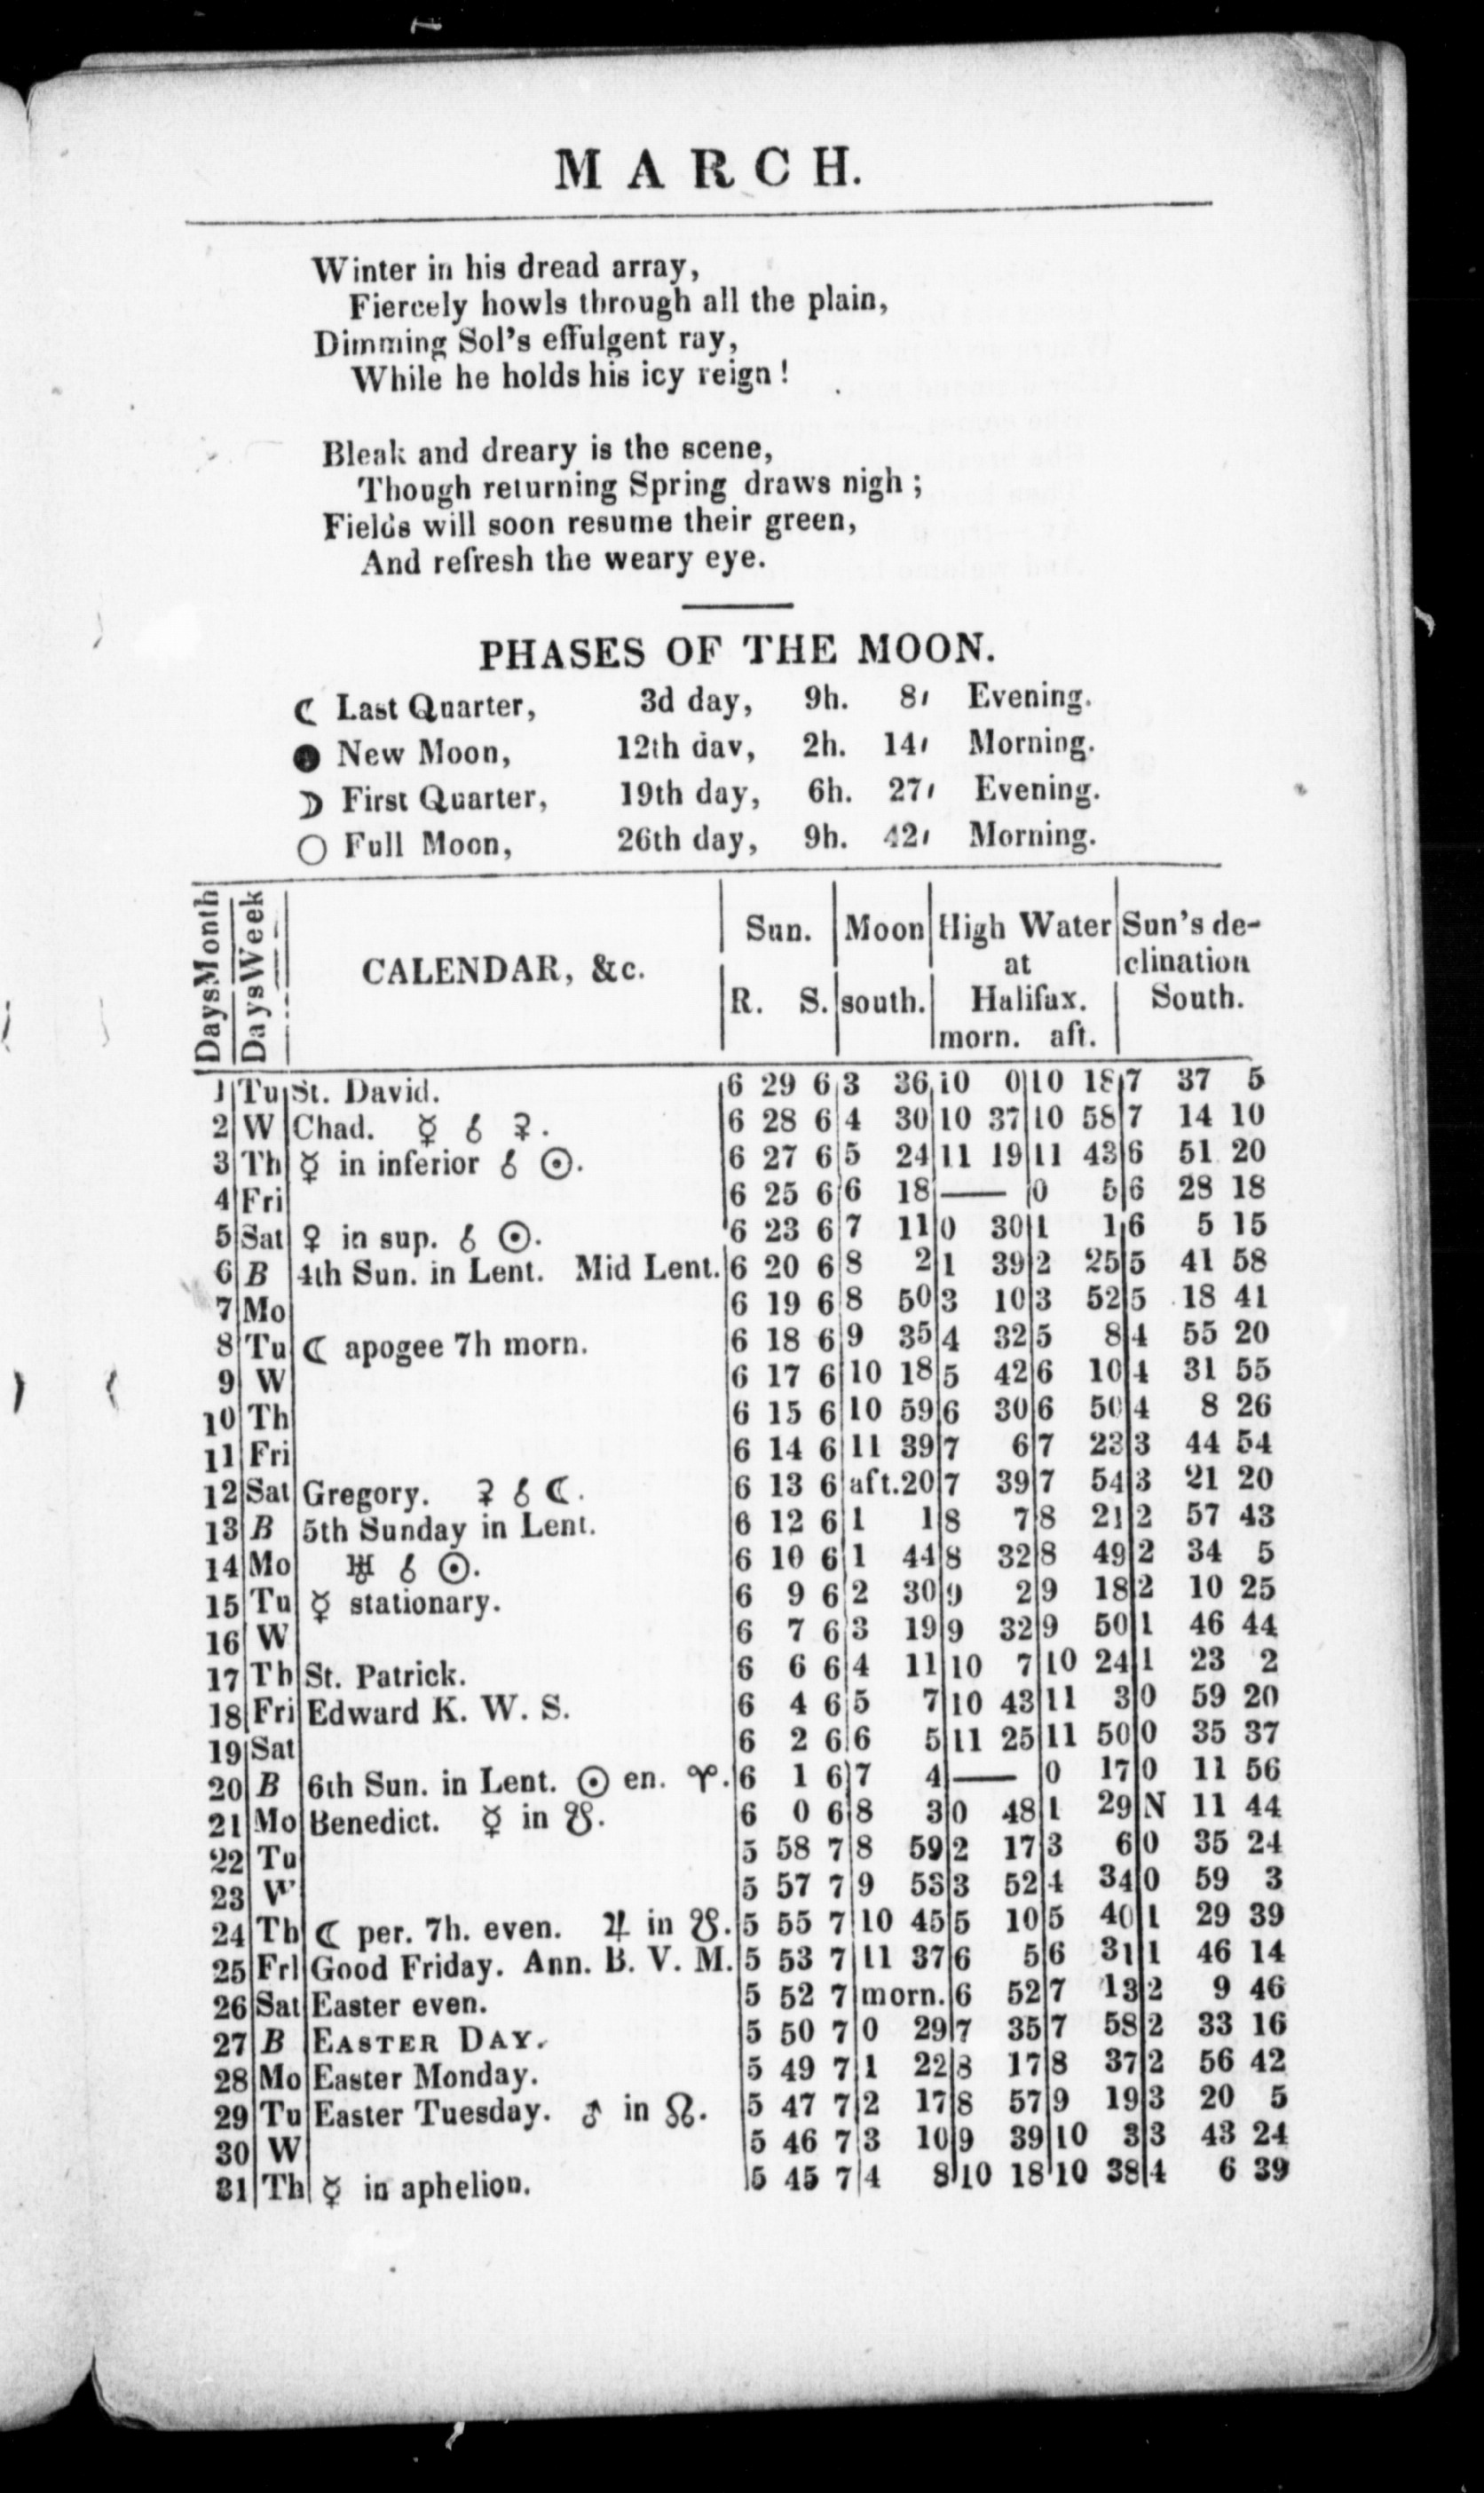 MARCH.
Winter in his dread array,
Fiercely howls through all the plain,
Dimming Sol's effulgent ray,
While he holds his icy reign!
Bleak and dreary is the scene,
Though returning Spring draws nigh;
Fields will soon resume their green,
And refresh the weary eye.
PHASES OF THE MOON.
☾ Last Quarter, 3d day, 9h. 8′ Evening.
● New Moon, 12th day, 2h. 14′ Morning.
☽ First Quarter, 19th day, 6h. 27′ Evening.
○ Full Moon, 26th day, 9h. 42′ Morning.
Days Month Days Week CALENDAR, &c. Sun. R. S. Moon south. High Water at Halifax. morn. aft. Sun's declination South.
1 Tu St. David. 6 29 6 3 36 10 0 10 18 7 37 5
2 W Chad. ☿ ☌ ⚳. 6 28 6 4 30 10 37 10 58 7 14 10
3 Th ☿ in inferior ☌ ☉. 6 27 6 5 24 11 19 11 43 6 51 20
4 Fri 6 25 6 6 18 —— 0 5 6 28 18
5 Sat ♀ in sup. ☌ ☉. 6 23 6 7 11 0 30 1 1 6 5 15
6 B 4th Sun. in Lent. Mid Lent. 6 20 6 8 2 1 39 2 25 5 41 58
7 Mo 6 19 6 8 50 3 10 3 52 5 18 41
8 Tu ☾ apogee 7h morn. 6 18 6 9 35 4 32 5 8 4 55 20
9 W 6 17 6 10 18 5 42 6 10 4 31 55
10 Th 6 15 6 10 59 6 30 6 50 4 8 26
11 Fri 6 14 6 11 39 7 6 7 23 3 44 54
12 Sat Gregory. ⚳ ☌ ☾. 6 13 6 aft.20 7 39 7 54 3 21 20
13 B 5th Sunday in Lent. 6 12 6 1 1 8 7 8 21 2 57 43
14 Mo ♅ ☌ ☉. 6 10 6 1 44 8 32 8 49 2 34 5
15 Tu ☿ stationary. 6 9 6 2 30 9 2 9 18 2 10 25
16 W 6 7 6 3 19 9 32 9 50 1 46 44
17 Th St. Patrick. 6 6 6 4 11 10 7 10 24 1 23 2
18 Fri Edward K. W. S. 6 4 6 5 7 10 43 11 3 0 59 20
19 Sat 6 2 6 6 5 11 25 11 50 0 35 37
20 B 6th Sun. in Lent. ☉ en. ♈. 6 1 6 7 4 —— 0 17 0 11 56
21 Mo Benedict. ☿ in ☋. 6 0 6 8 3 0 48 1 29 N 11 44
22 Tu 5 58 7 8 59 2 17 3 6 0 35 24
23 W 5 57 7 9 53 3 52 4 34 0 59 3
24 Th ☾ per. 7h. even. ♃ in ☋. 5 55 7 10 45 5 10 5 40 1 29 39
25 Fri Good Friday. Ann. B. V. M. 5 53 7 11 37 6 5 6 31 1 46 14
26 Sat Easter even. 5 52 7 morn. 6 52 7 13 2 9 46
27 B EASTER DAY. 5 50 7 0 29 7 35 7 58 2 33 16
28 Mo Easter Monday. 5 49 7 1 22 8 17 8 37 2 56 42
29 Tu Easter Tuesday. ♂ in ☊. 5 47 7 2 17 8 57 9 19 3 20 5
30 W 5 46 7 3 10 9 39 10 3 3 43 24
31 Th ☿ in aphelion. 5 45 7 4 8 10 18 10 38 4 6 39